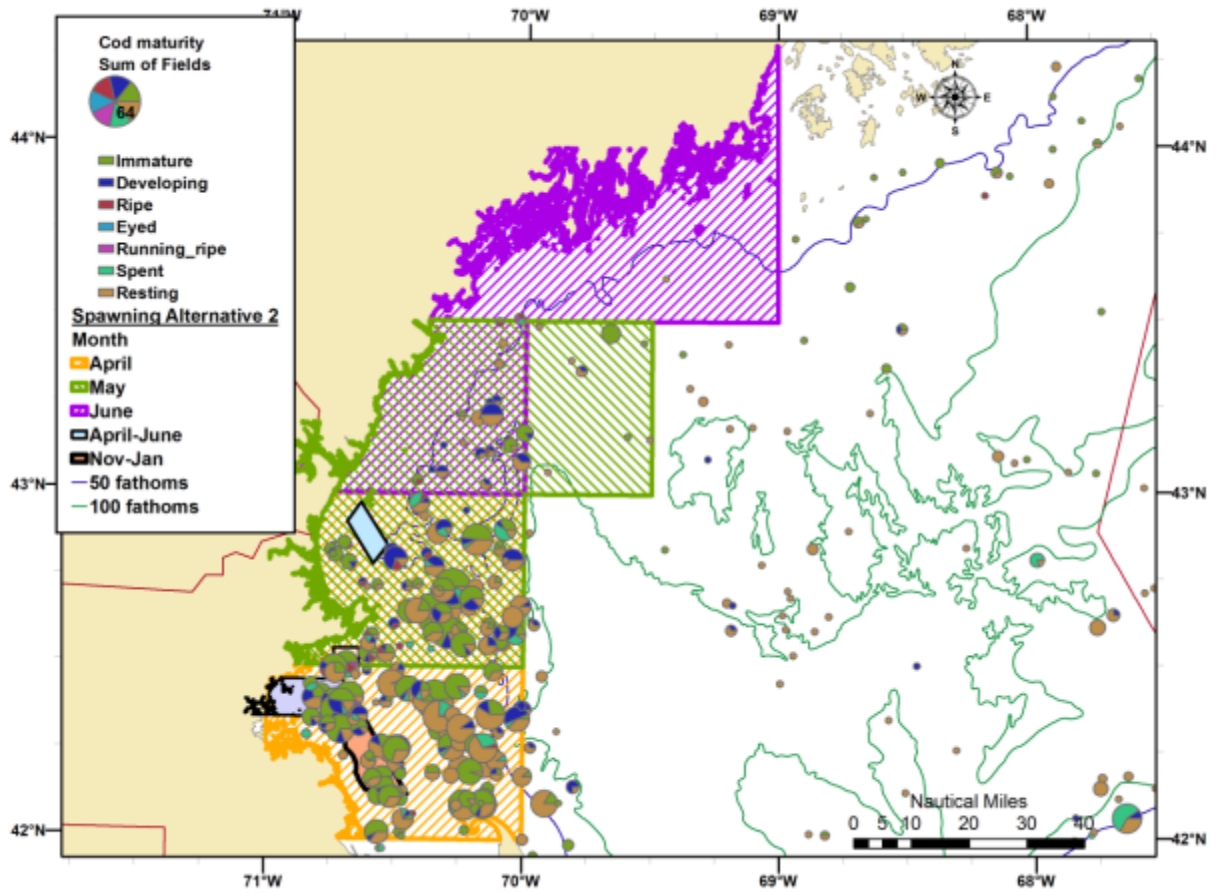 71°W 70°W 69°W 68°W
Cod maturity
Sum of Fields
64
Immature
Developing
Ripe
Eyed
Running_ripe
Spent
Resting
Spawning Alternative 2
Month
April
May
June
April-June
Nov-Jan
50 fathoms
100 fathoms
N
W E
S
44°N 44°N
43°N 43°N
42°N 42°N
Nautical Miles
0 5 10 20 30 40
71°W 70°W 69°W 68°W